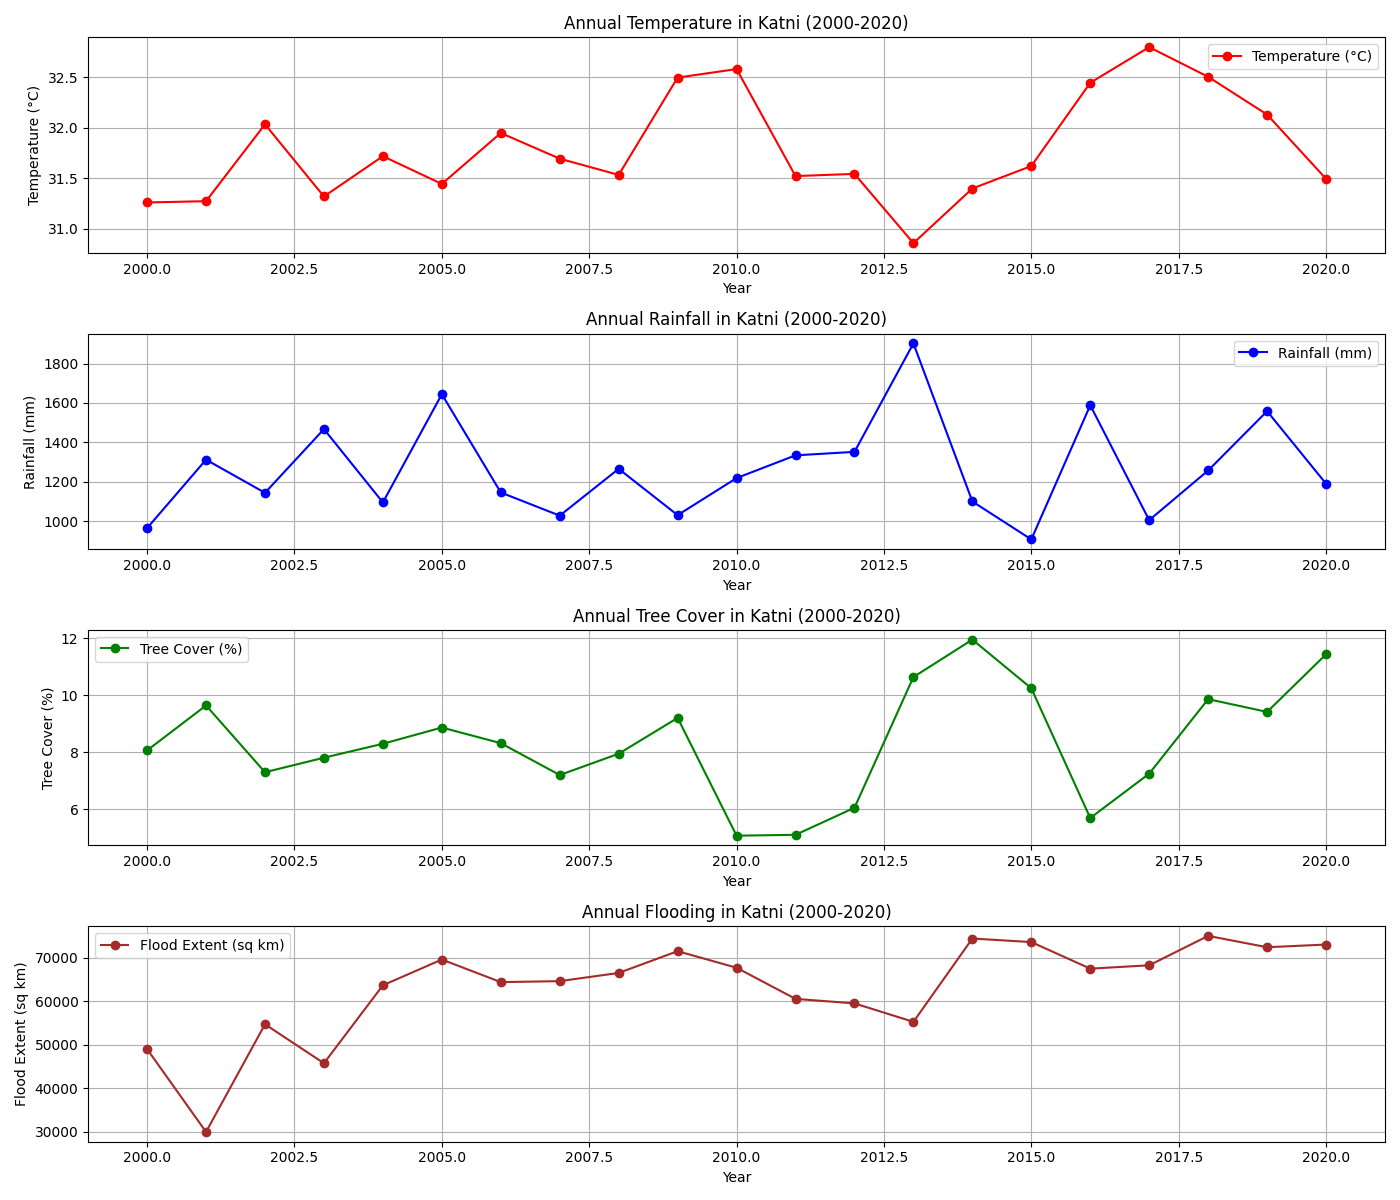 Annual Temperature in Katni (2000-2020)
Temperature (°C)
Temperature (°C)
32.5
32.0
31.5
31.0
2000.0 2002.5 2005.0 2007.5 2010.0 2012.5 2015.0 2017.5 2020.0
Year
Annual Rainfall in Katni (2000-2020)
Rainfall (mm)
Rainfall (mm)
1800
1600
1400
1200
1000
2000.0 2002.5 2005.0 2007.5 2010.0 2012.5 2015.0 2017.5 2020.0
Year
Annual Tree Cover in Katni (2000-2020)
Tree Cover (%)
Tree Cover (%)
12
10
8
6
2000.0 2002.5 2005.0 2007.5 2010.0 2012.5 2015.0 2017.5 2020.0
Year
Annual Flooding in Katni (2000-2020)
Flood Extent (sq km)
Flood Extent (sq km)
70000
60000
50000
40000
30000
2000.0 2002.5 2005.0 2007.5 2010.0 2012.5 2015.0 2017.5 2020.0
Year